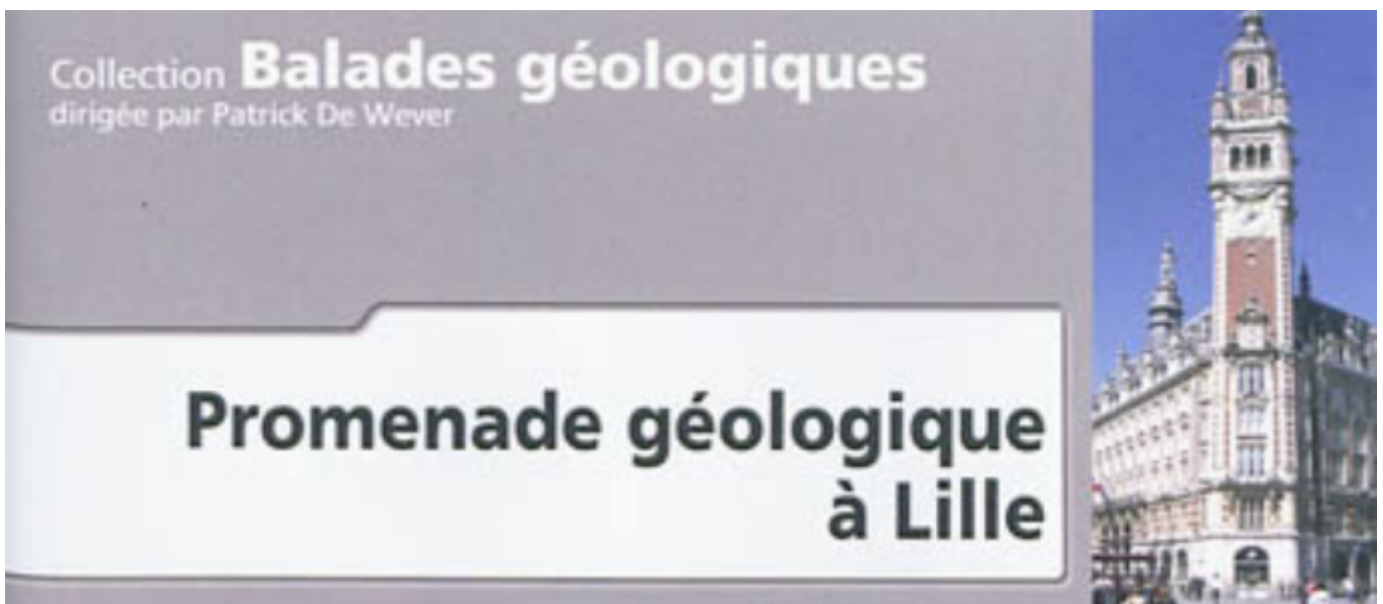 Collection Balades géologiques
dirigée par Patrick De Wever
Promenade géologique
à Lille